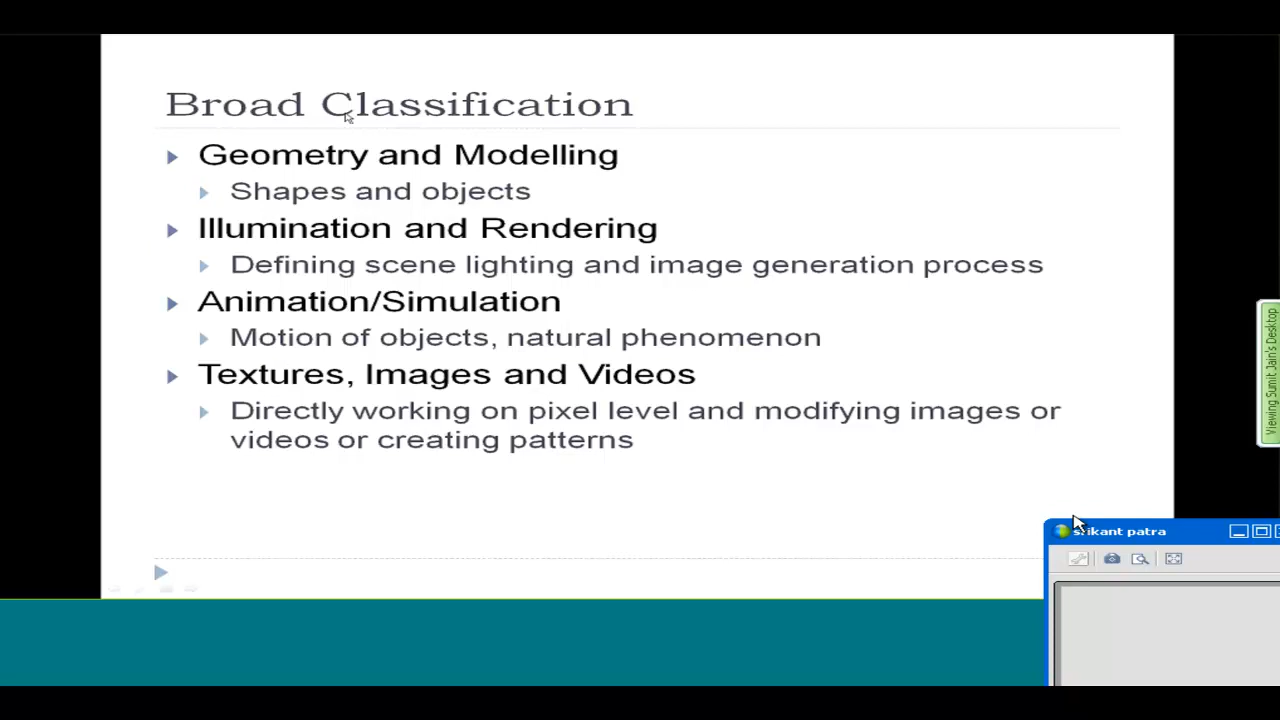 Broad Classification
Geometry and Modelling
Shapes and objects
Illumination and Rendering
Defining scene lighting and image generation process
Animation/Simulation
Motion of objects, natural phenomenon
Textures, Images and Videos
Directly working on pixel level and modifying images or
videos or creating patterns
Viewing Sumit Jain's Desktop
srikant patra